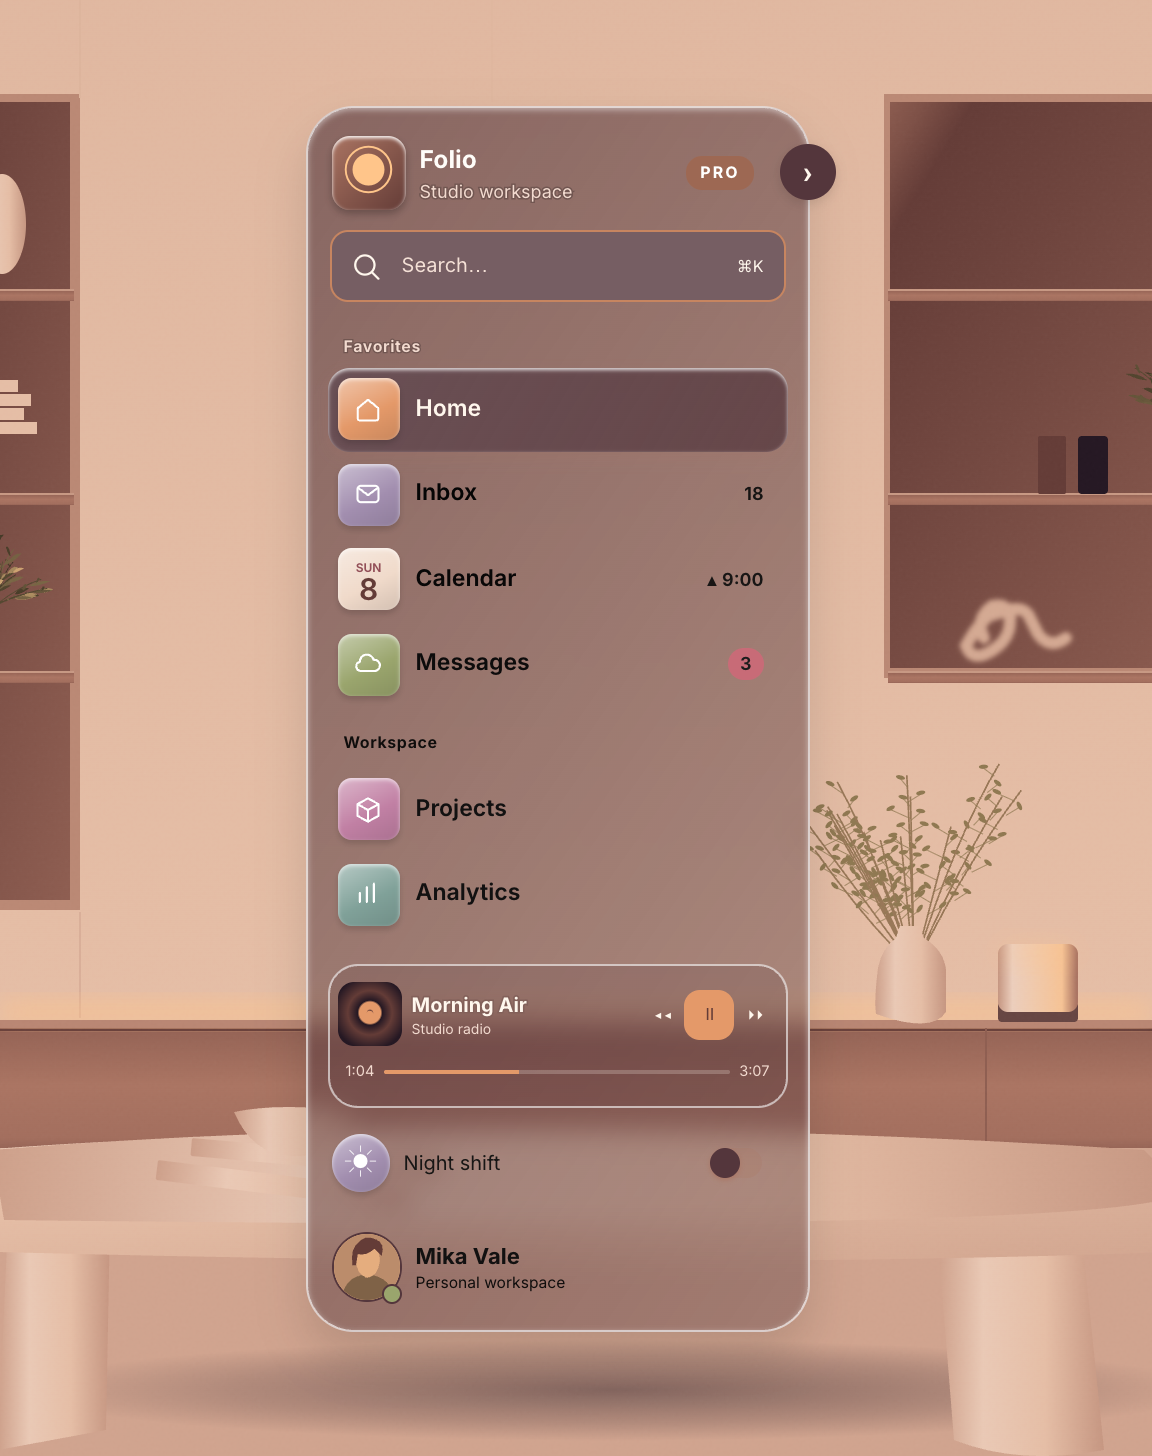 Folio
Studio workspace
PRO
›
Search...
⌘K
Favorites
Home
Inbox
18
SUN
8
Calendar
▲ 9:00
Messages
3
Workspace
Projects
Analytics
Morning Air
Studio radio
1:04
3:07
Night shift
Mika Vale
Personal workspace